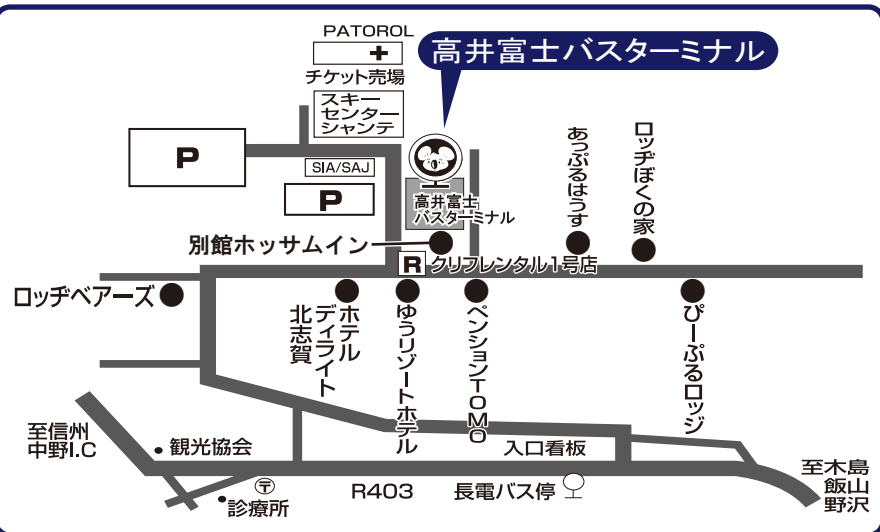 PATOROL
チケット売場
高井富士バスターミナル
スキー
センター
シャンテ
P
SIA/SAJ
P
高井富士
バスターミナル
あっぷるはうす
ロッヂぼくの家
別館ホッサムイン
R クリフレンタル1号店
ロッヂベアーズ
ホテル
ディライト
北志賀
ゆうリゾートホテル
ペンションTOMO
ぴーぷるロッジ
至信州
中野I.C
観光協会
入口看板
〒
診療所
R403
長電バス停
至木島
飯山
野沢